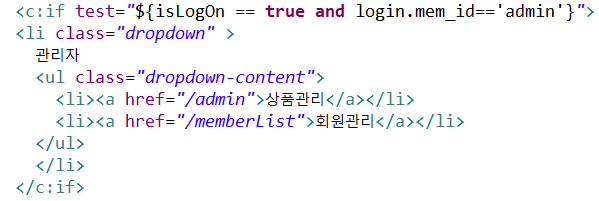 <c:if test="${isLogOn == true and login.mem_id=='admin'}">
<li class="dropdown" >
관리자
<ul class="dropdown-content">
<li><a href="/admin">상품관리</a></li>
<li><a href="/memberList">회원관리</a></li>
</ul>
</li>
</c:if>